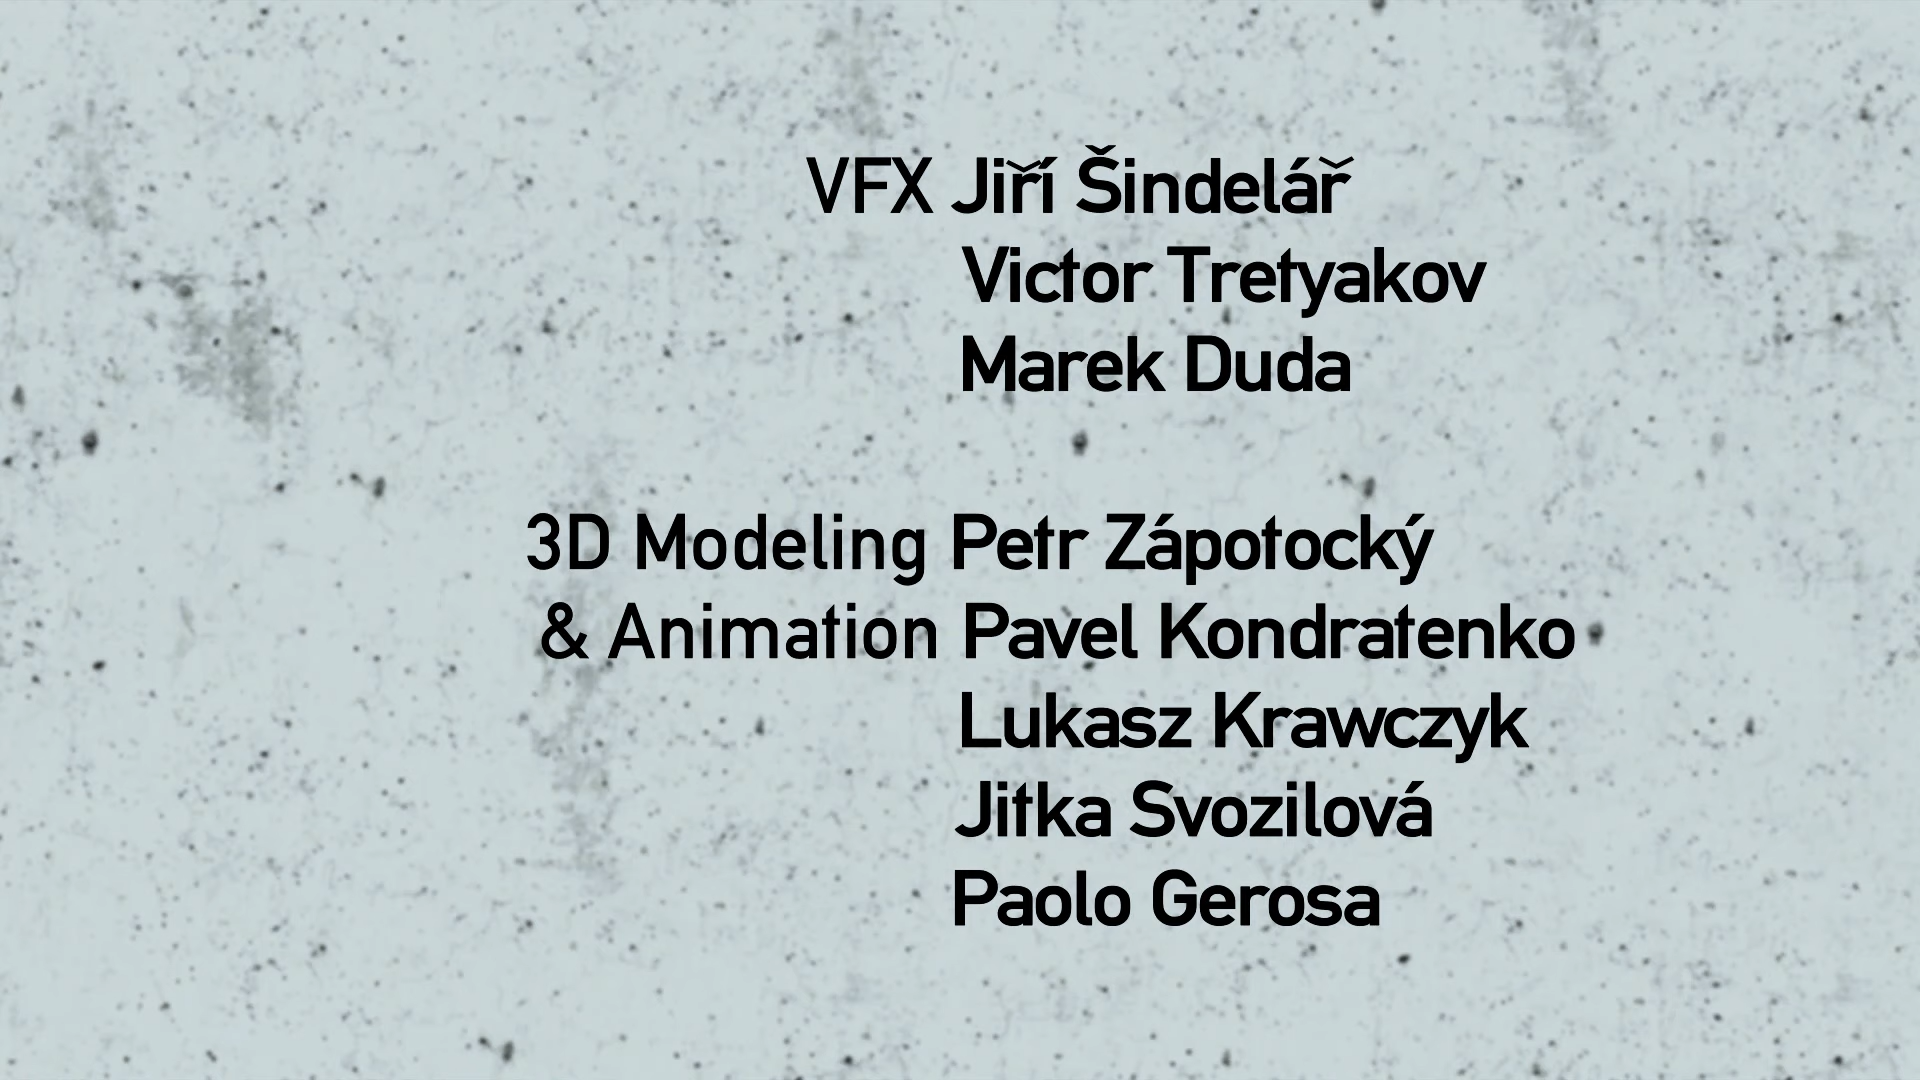 VFX Jiří Šindelář
Victor Tretyakov
Marek Duda
3D Modeling Petr Zápotocký
& Animation Pavel Kondratenko
Lukasz Krawczyk
Jitka Svozilová
Paolo Gerosa